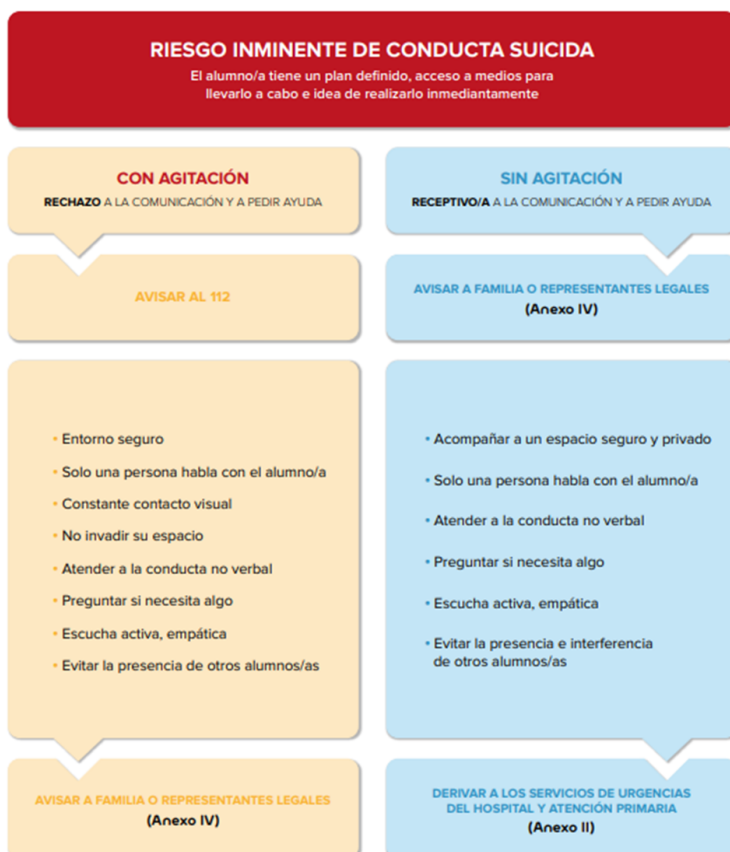 RIESGO INMINENTE DE CONDUCTA SUICIDA
El alumno/a tiene un plan definido, acceso a medios para
llevarlo a cabo e idea de realizarlo inmediantamente
CON AGITACIÓN
RECHAZO A LA COMUNICACIÓN Y A PEDIR AYUDA
AVISAR AL 112
• Entorno seguro
• Solo una persona habla con el alumno/a
• Constante contacto visual
• No invadir su espacio
• Atender a la conducta no verbal
• Preguntar si necesita algo
• Escucha activa, empática
• Evitar la presencia de otros alumnos/as
AVISAR A FAMILIA O REPRESENTANTES LEGALES
(Anexo IV)
SIN AGITACIÓN
RECEPTIVO/A A LA COMUNICACIÓN Y A PEDIR AYUDA
AVISAR A FAMILIA O REPRESENTANTES LEGALES
(Anexo IV)
• Acompañar a un espacio seguro y privado
• Solo una persona habla con el alumno/a
• Atender a la conducta no verbal
• Preguntar si necesita algo
• Escucha activa, empática
• Evitar la presencia e interferencia
de otros alumnos/as
DERIVAR A LOS SERVICIOS DE URGENCIAS
DEL HOSPITAL Y ATENCIÓN PRIMARIA
(Anexo II)